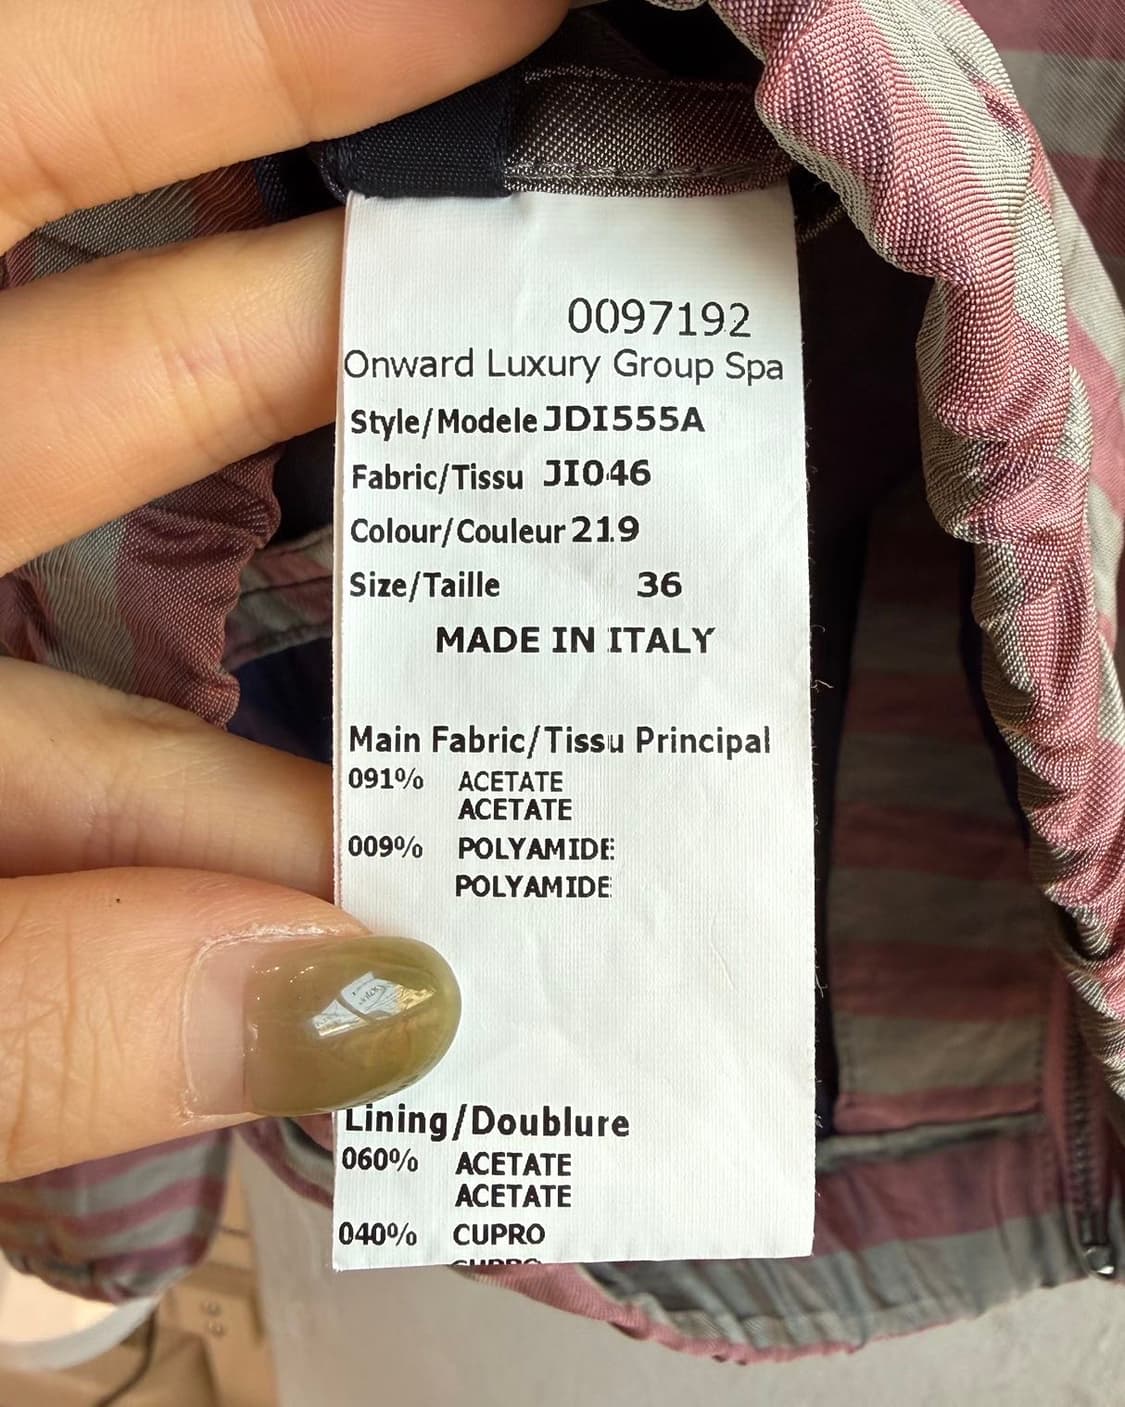 0097192
Onward Luxury Group Spa
Style/Modele JDI555A
Fabric/Tissu JI046
Colour/Couleur 219
Size/Taille 36
MADE IN ITALY
Main Fabric/Tissu Principal
091% ACETATE
ACETATE
009% POLYAMIDE
POLYAMIDE
Lining/Doublure
060% ACETATE
ACETATE
040% CUPRO
CUPRO